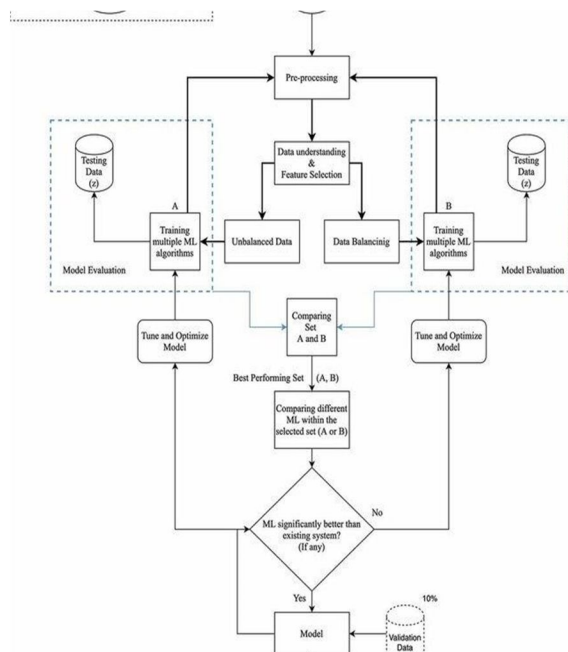 Pre-processing
Data understanding
&
Feature Selection
Testing
Data
(z)
A
Training
multiple ML
algorithms
Unbalanced Data
Data Balancinig
B
Training
multiple ML
algorithms
Testing
Data
(z)
Model Evaluation
Model Evaluation
Comparing
Set
A and B
Tune and Optimize
Model
Tune and Optimize
Model
Best Performing Set (A, B)
Comparing different
ML within the
selected set (A or B)
ML significantly better than
existing system?
(If any)
No
Yes
10%
Model
Validation
Data